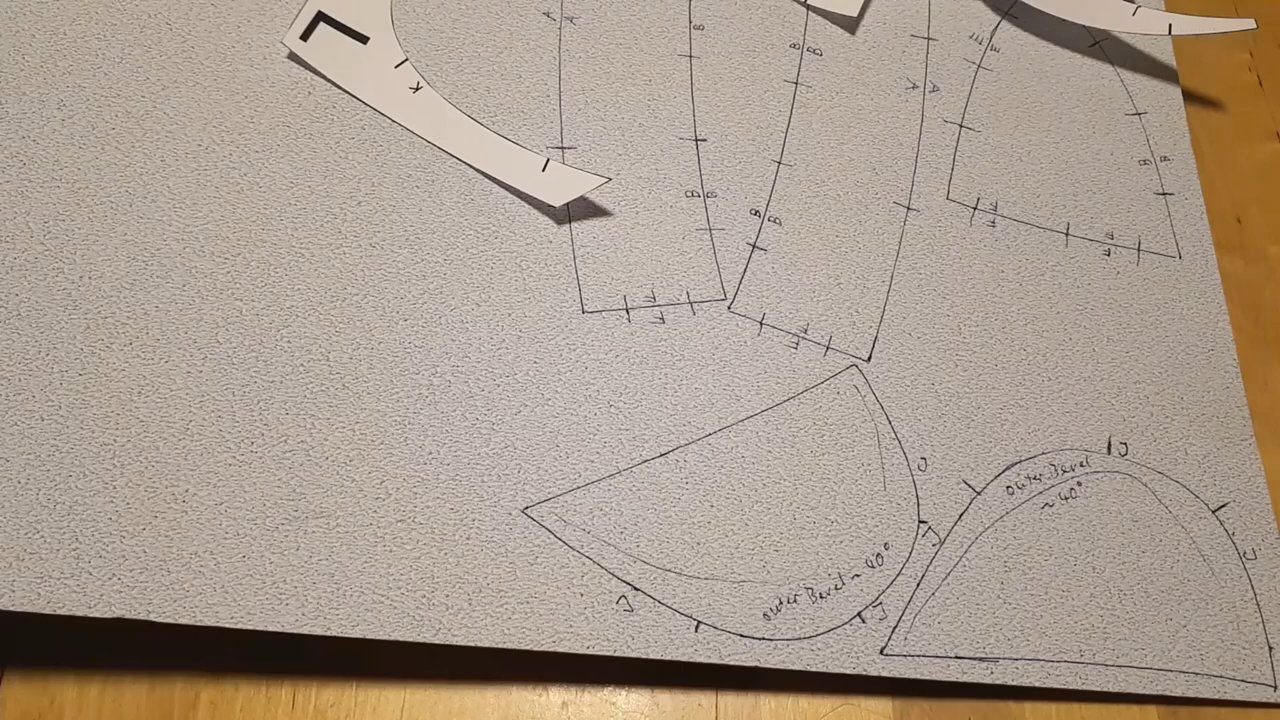 L
K
A A
B
B B
A A
E E
B B
B B
B B
F F
F F
F F
F F
J
outer Bevel
~ 40°
J
J
J
outer Bevel ~ 40°
J
J